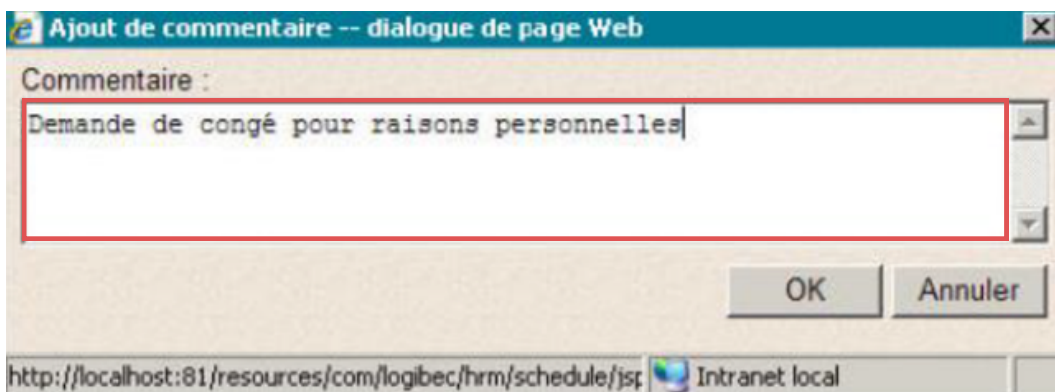 Ajout de commentaire -- dialogue de page Web
Commentaire :
Demande de congé pour raisons personnelles
OK Annuler
http://localhost:81/resources/com/logibec/hrm/schedule/jsp Intranet local